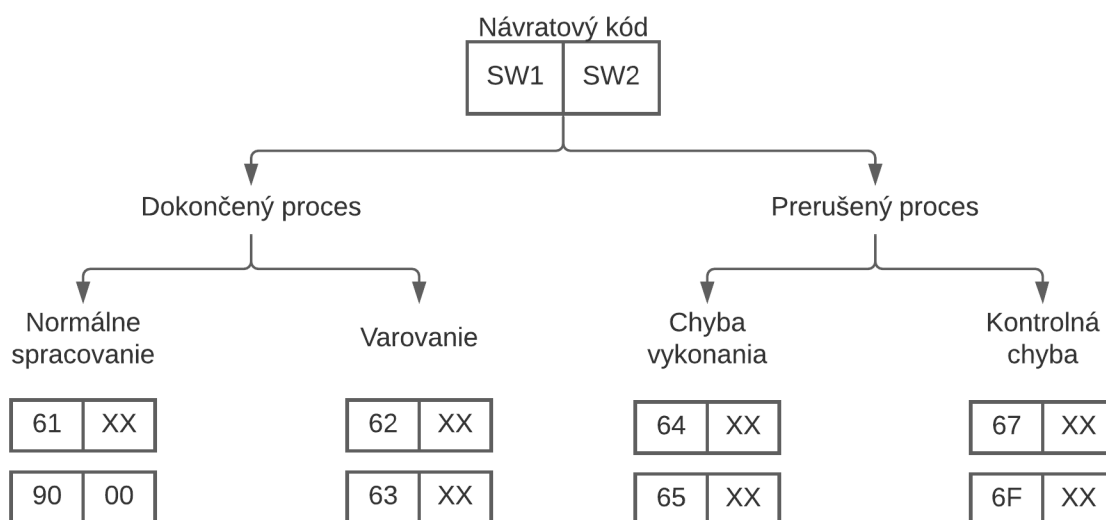 Návratový kód
SW1 SW2
Dokončený proces
Prerušený proces
Normálne
spracovanie
Varovanie
Chyba
vykonania
Kontrolná
chyba
61 XX
62 XX
64 XX
67 XX
90 00
63 XX
65 XX
6F XX